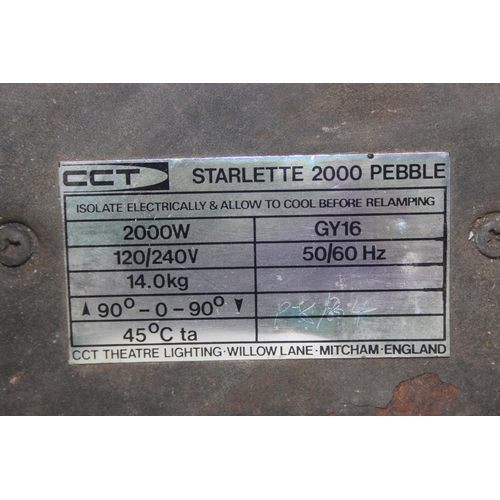 CCT STARLETTE 2000 PEBBLE
ISOLATE ELECTRICALLY & ALLOW TO COOL BEFORE RELAMPING
2000W GY16
120/240V 50/60 Hz
14.0kg
▲ 90° – 0 – 90° ▼
45°C ta
CCT THEATRE LIGHTING · WILLOW LANE · MITCHAM · ENGLAND